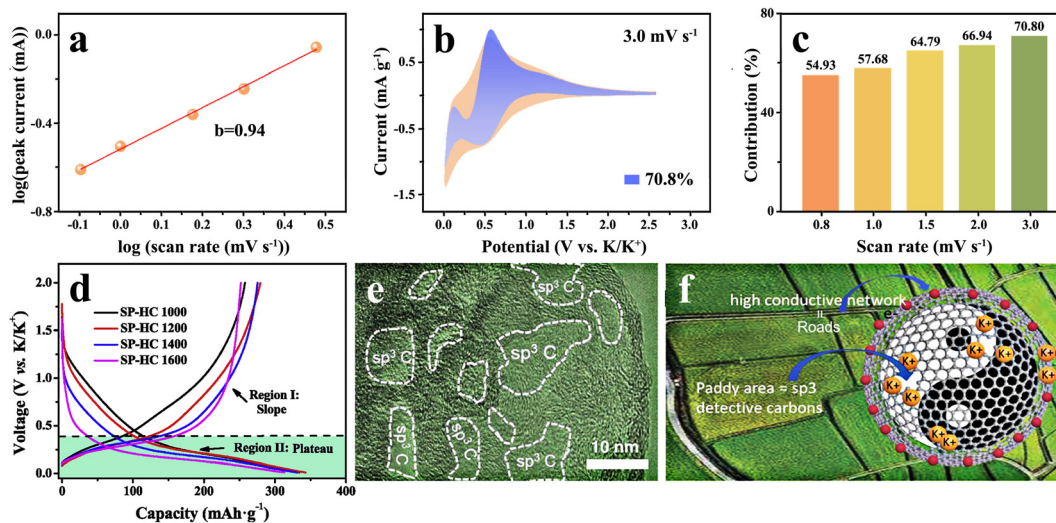 a
log(peak current (mA))
0.0
-0.4
-0.8
b=0.94
-0.1
0.0
0.1
0.2
0.3
0.4
0.5
log (scan rate (mV s⁻¹))
b
3.0 mV s⁻¹
Current (mA g⁻¹)
0.8
0.0
-0.5
-1.5
70.8%
0.0
0.5
1.0
1.5
2.0
2.5
3.0
Potential (V vs. K/K⁺)
c
Contribution (%)
80
60
40
20
0
54.93
57.68
64.79
66.94
70.80
0.8
1.0
1.5
2.0
3.0
Scan rate (mV s⁻¹)
d
Voltage (V vs. K/K⁺)
2.0
1.5
1.0
0.5
0.0
SP-HC 1000
SP-HC 1200
SP-HC 1400
SP-HC 1600
Region I:
Slope
Region II: Plateau
0
100
200
300
400
Capacity (mAh·g⁻¹)
e
sp³ C
sp³ C
sp³ C
sp³ C
sp³ C
sp³ C
10 nm
f
high conductive network
=
Roads
e
Paddy area = sp3
detective carbons
K+
K+
K+
K+
K+
K+
K+
K+
K+